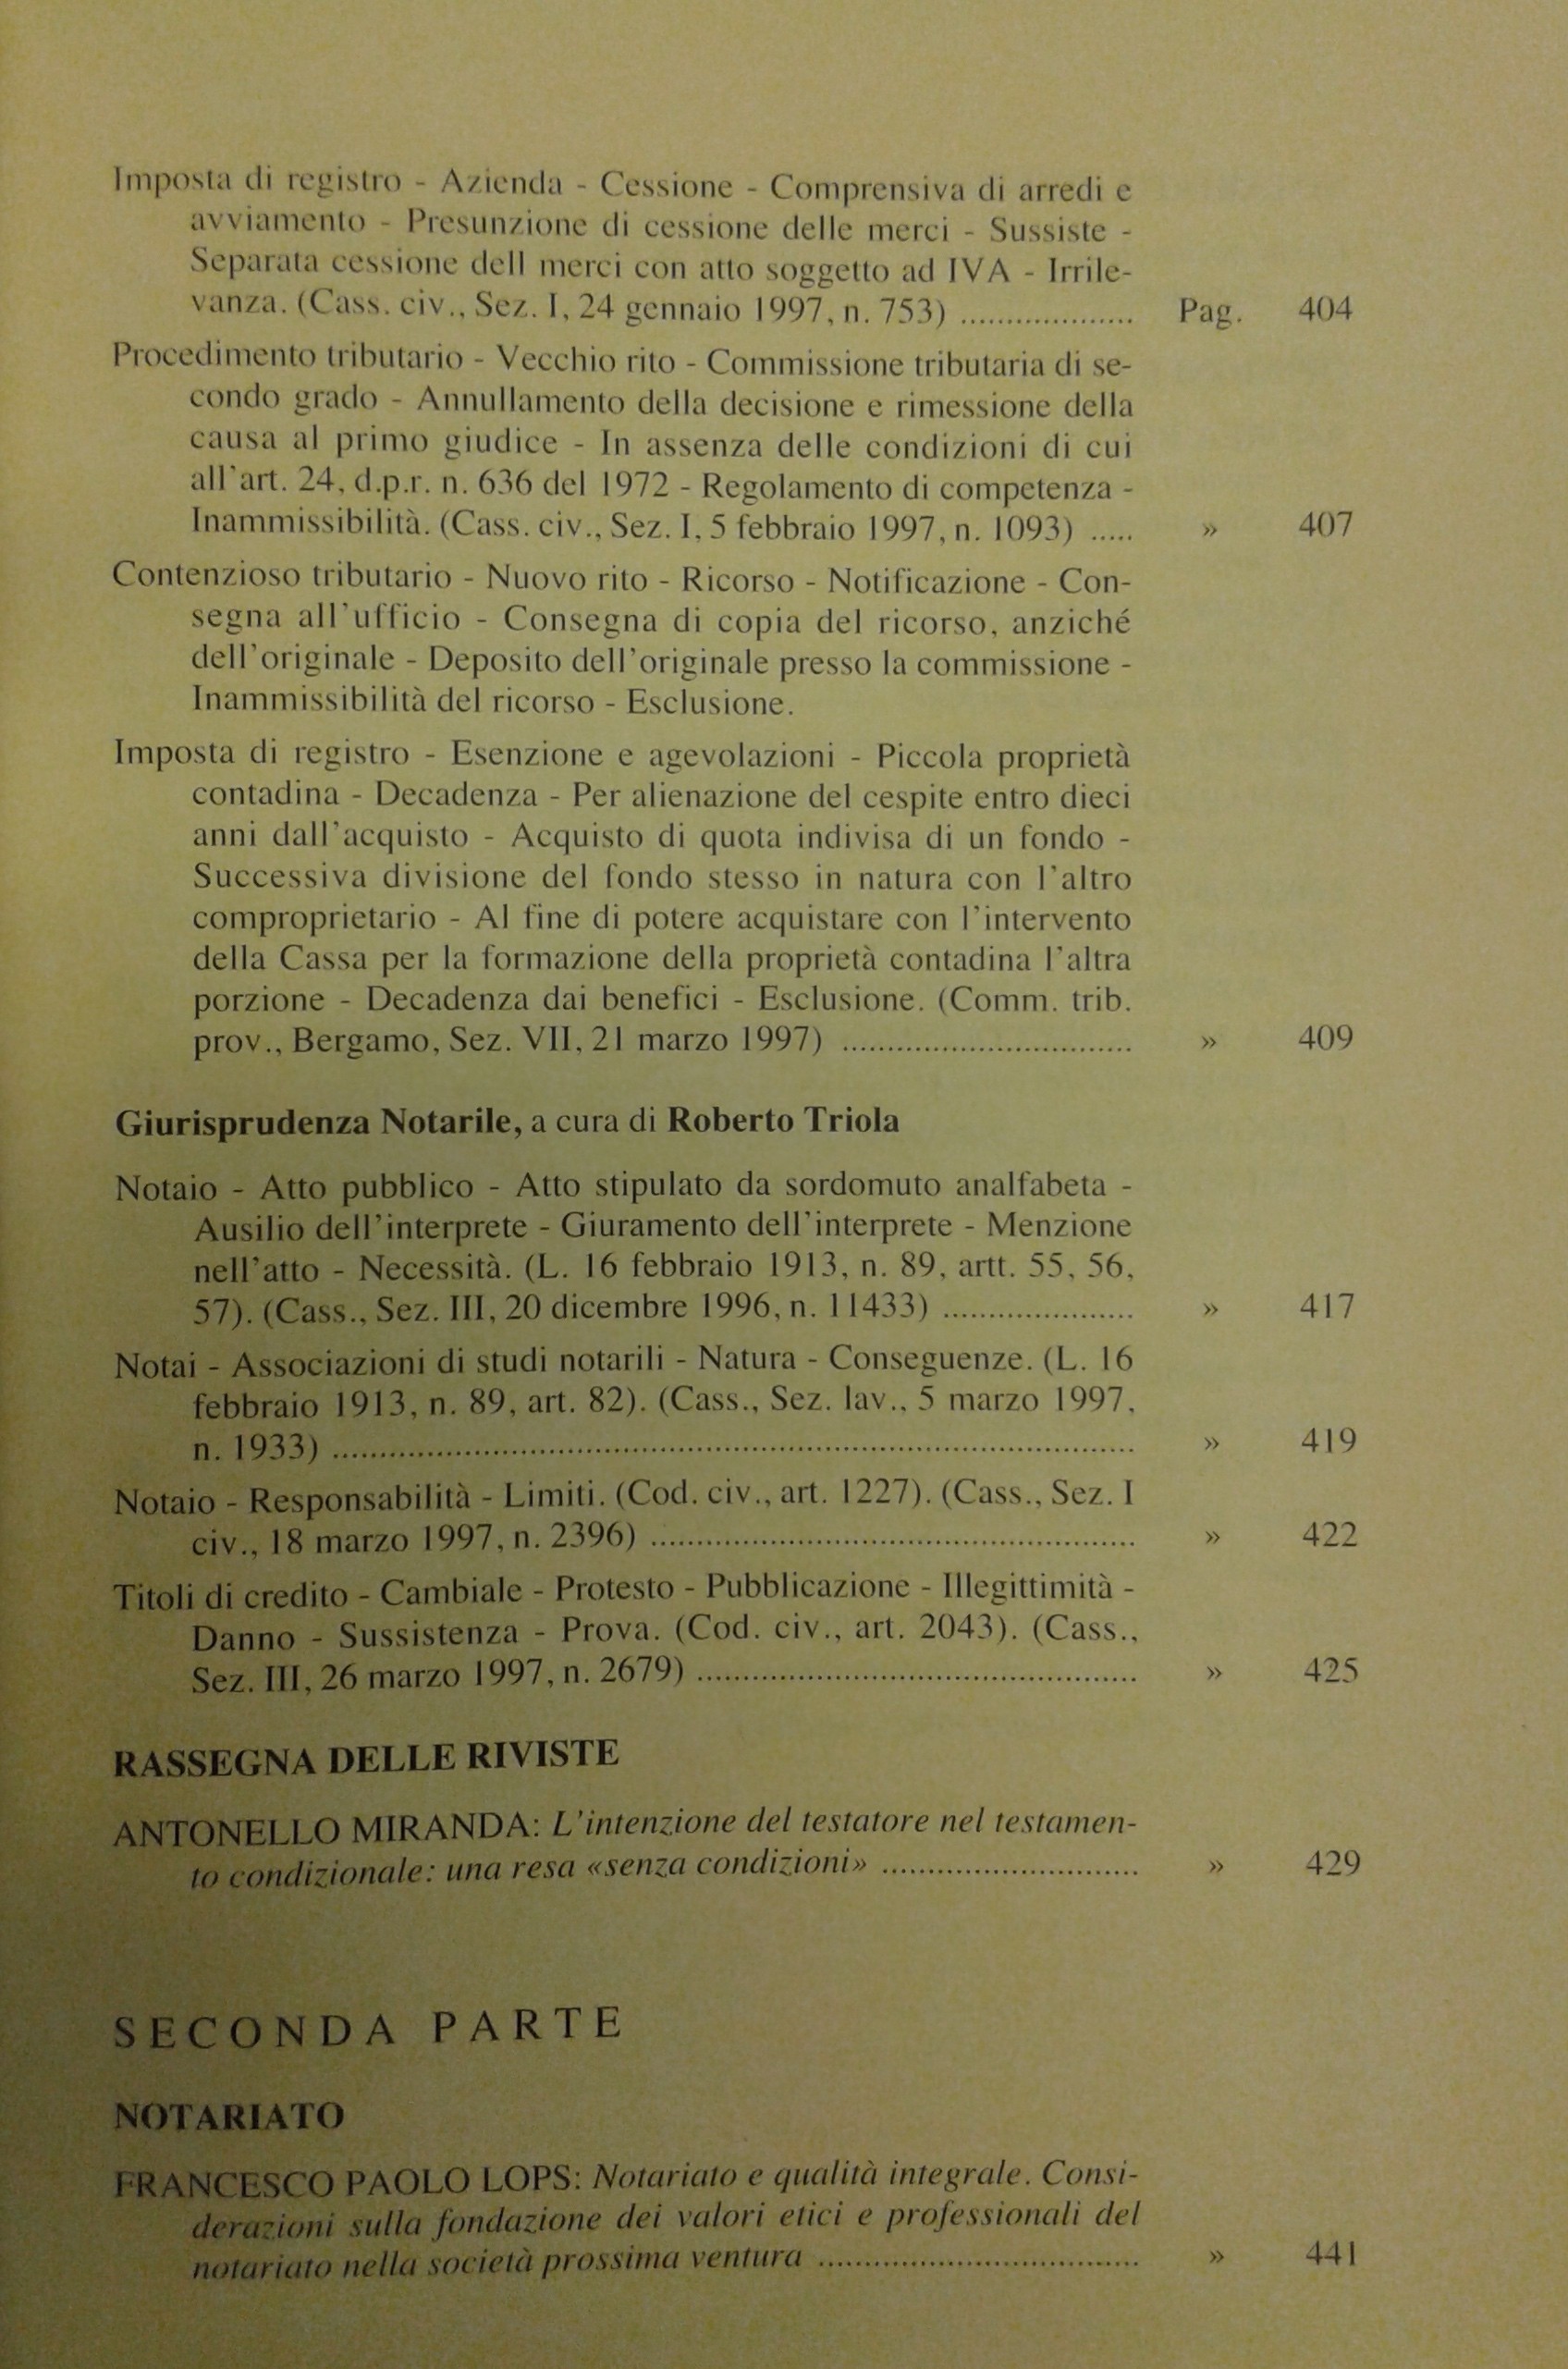 Imposta di registro - Azienda - Cessione - Comprensiva di arredi e
avviamento - Presunzione di cessione delle merci - Sussiste -
Separata cessione dell merci con atto soggetto ad IVA - Irrile-
vanza. (Cass. civ., Sez. I, 24 gennaio 1997, n. 753) ................... Pag. 404
Procedimento tributario - Vecchio rito - Commissione tributaria di se-
condo grado - Annullamento della decisione e rimessione della
causa al primo giudice - In assenza delle condizioni di cui
all'art. 24, d.p.r. n. 636 del 1972 - Regolamento di competenza -
Inammissibilità. (Cass. civ., Sez. I, 5 febbraio 1997, n. 1093) ..... » 407
Contenzioso tributario - Nuovo rito - Ricorso - Notificazione - Con-
segna all'ufficio - Consegna di copia del ricorso, anziché
dell'originale - Deposito dell'originale presso la commissione -
Inammissibilità del ricorso - Esclusione.
Imposta di registro - Esenzione e agevolazioni - Piccola proprietà
contadina - Decadenza - Per alienazione del cespite entro dieci
anni dall'acquisto - Acquisto di quota indivisa di un fondo -
Successiva divisione del fondo stesso in natura con l'altro
comproprietario - Al fine di potere acquistare con l'intervento
della Cassa per la formazione della proprietà contadina l'altra
porzione - Decadenza dai benefici - Esclusione. (Comm. trib.
prov., Bergamo, Sez. VII, 21 marzo 1997) ................................ » 409
Giurisprudenza Notarile, a cura di Roberto Triola
Notaio - Atto pubblico - Atto stipulato da sordomuto analfabeta -
Ausilio dell'interprete - Giuramento dell'interprete - Menzione
nell'atto - Necessità. (L. 16 febbraio 1913, n. 89, artt. 55, 56,
57). (Cass., Sez. III, 20 dicembre 1996, n. 11433) ..................... » 417
Notai - Associazioni di studi notarili - Natura - Conseguenze. (L. 16
febbraio 1913, n. 89, art. 82). (Cass., Sez. lav., 5 marzo 1997,
n. 1933) ........................................................................................ » 419
Notaio - Responsabilità - Limiti. (Cod. civ., art. 1227). (Cass., Sez. I
civ., 18 marzo 1997, n. 2396) ..................................................... » 422
Titoli di credito - Cambiale - Protesto - Pubblicazione - Illegittimità -
Danno - Sussistenza - Prova. (Cod. civ., art. 2043). (Cass.,
Sez. III, 26 marzo 1997, n. 2679) ................................................ » 425
RASSEGNA DELLE RIVISTE
ANTONELLO MIRANDA: L'intenzione del testatore nel testamen-
to condizionale: una resa «senza condizioni» ............................ » 429
SECONDA PARTE
NOTARIATO
FRANCESCO PAOLO LOPS: Notariato e qualità integrale. Consi-
derazioni sulla fondazione dei valori etici e professionali del
notariato nella società prossima ventura ................................... » 441